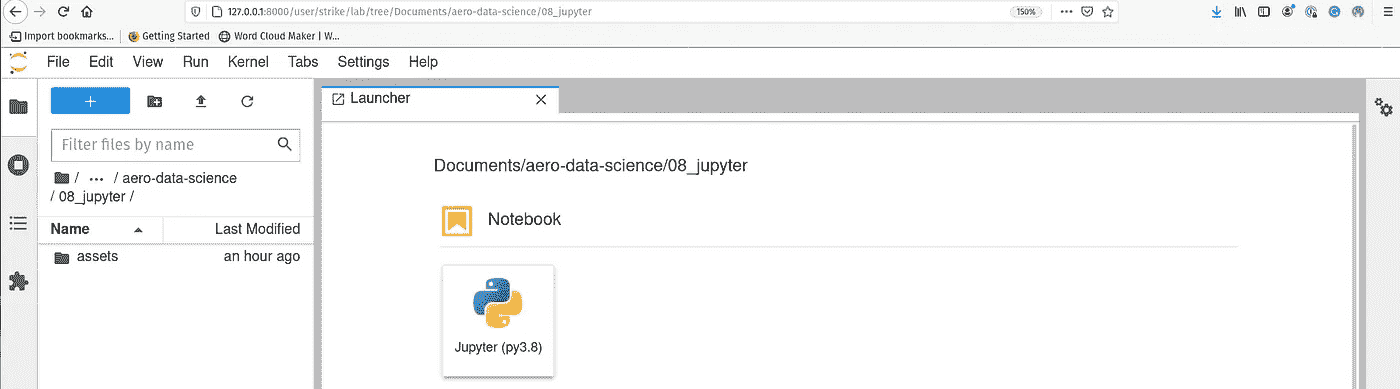 127.0.0.1:8000/user/strike/lab/tree/Documents/aero-data-science/08_jupyter
150%
Import bookmarks... Getting Started Word Cloud Maker | W...
File Edit View Run Kernel Tabs Settings Help
+
Launcher
Filter files by name
/ ... / aero-data-science
/ 08_jupyter /
Name Last Modified
assets an hour ago
Documents/aero-data-science/08_jupyter
Notebook
Jupyter (py3.8)